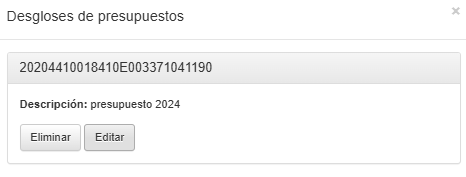 Desgloses de presupuestos
×
20204410018410E003371041190
Descripción: presupuesto 2024
Eliminar Editar